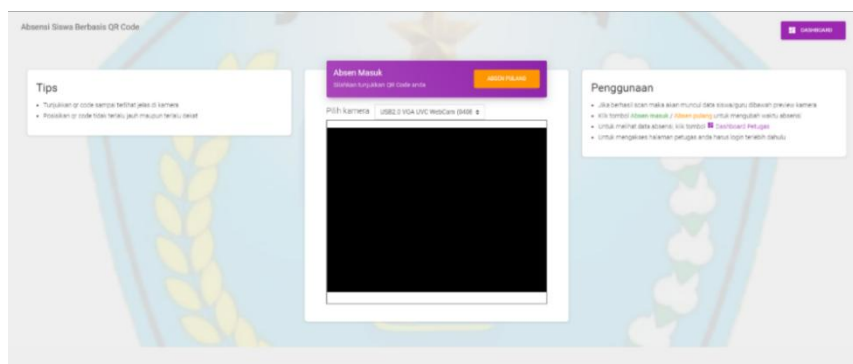 Absensi Siswa Berbasis QR Code
DASHBOARD
Tips
Tunjukkan qr code sampai terlihat jelas di kamera
Posisikan qr code tidak terlalu jauh maupun terlalu dekat
Absen Masuk
Silahkan tunjukkan QR Code anda
ABSEN PULANG
Pilih kamera
USB2.0 VGA UVC WebCam (0408
Penggunaan
Jika berhasil scan maka akan muncul data siswa/guru dibawah preview kamera
Klik tombol Absen masuk / Absen pulang untuk mengubah waktu absensi
Untuk melihat data absensi, klik tombol Dashboard Petugas
Untuk mengakses halaman petugas anda harus login terlebih dahulu